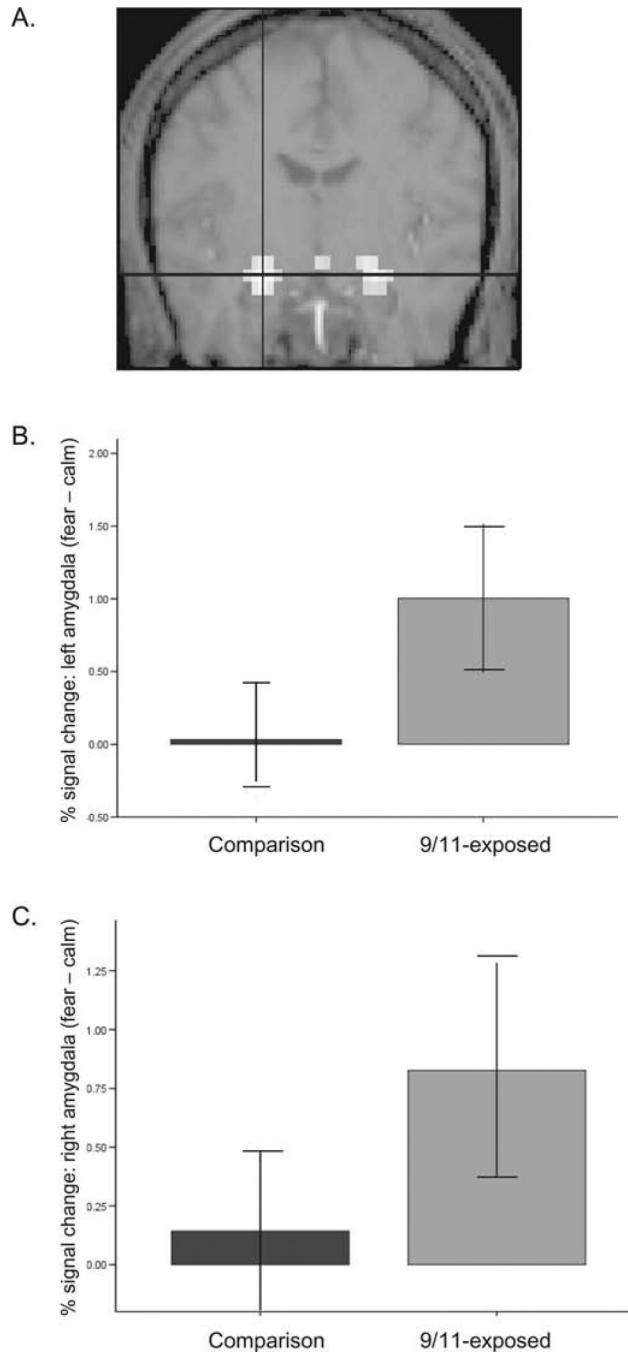 A.
B.
% signal change: left amygdala (fear – calm)
2.00
1.50
1.00
0.50
0.00
-0.50
Comparison 9/11-exposed
C.
% signal change: right amygdala (fear – calm)
1.25
1.00
0.75
0.50
0.25
0.00
Comparison 9/11-exposed